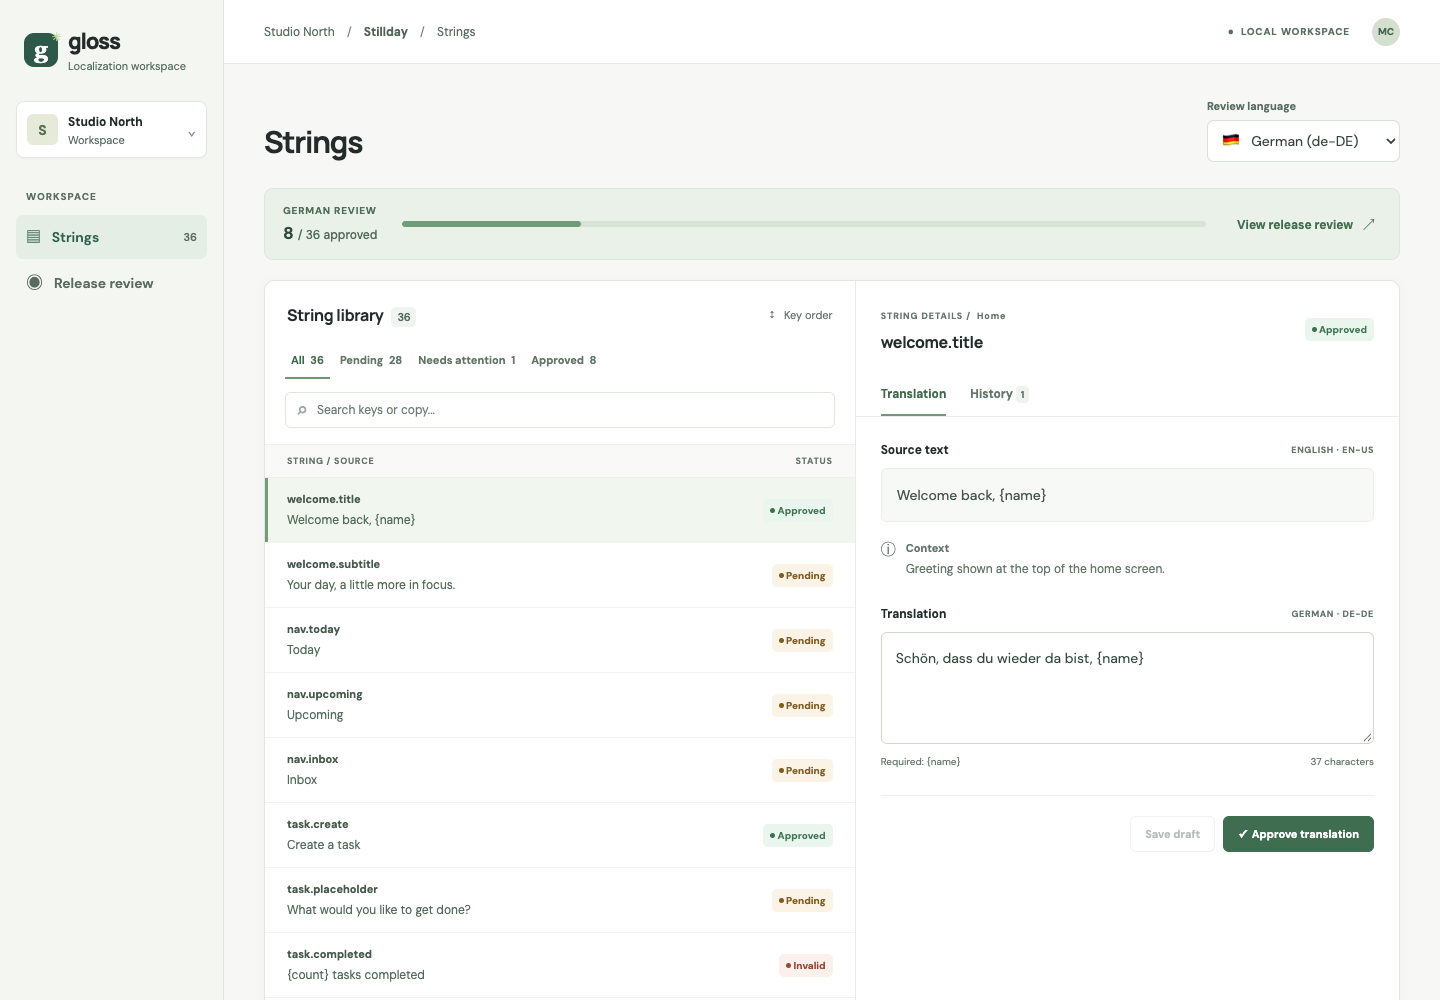 g gloss
Localization workspace
S Studio North
Workspace
WORKSPACE
Strings 36
Release review
Studio North / Stillday / Strings
LOCAL WORKSPACE MC
Review language
Strings
German (de-DE)
GERMAN REVIEW
8 / 36 approved
View release review ↗
String library 36
↕ Key order
All 36 Pending 28 Needs attention 1 Approved 8
Search keys or copy...
STRING / SOURCE STATUS
welcome.title
Welcome back, {name}
Approved
welcome.subtitle
Your day, a little more in focus.
Pending
nav.today
Today
Pending
nav.upcoming
Upcoming
Pending
nav.inbox
Inbox
Pending
task.create
Create a task
Approved
task.placeholder
What would you like to get done?
Pending
task.completed
{count} tasks completed
Invalid
STRING DETAILS / Home
welcome.title
Approved
Translation History 1
Source text ENGLISH · EN-US
Welcome back, {name}
Context
Greeting shown at the top of the home screen.
Translation GERMAN · DE-DE
Schön, dass du wieder da bist, {name}
Required: {name} 37 characters
Save draft ✓ Approve translation